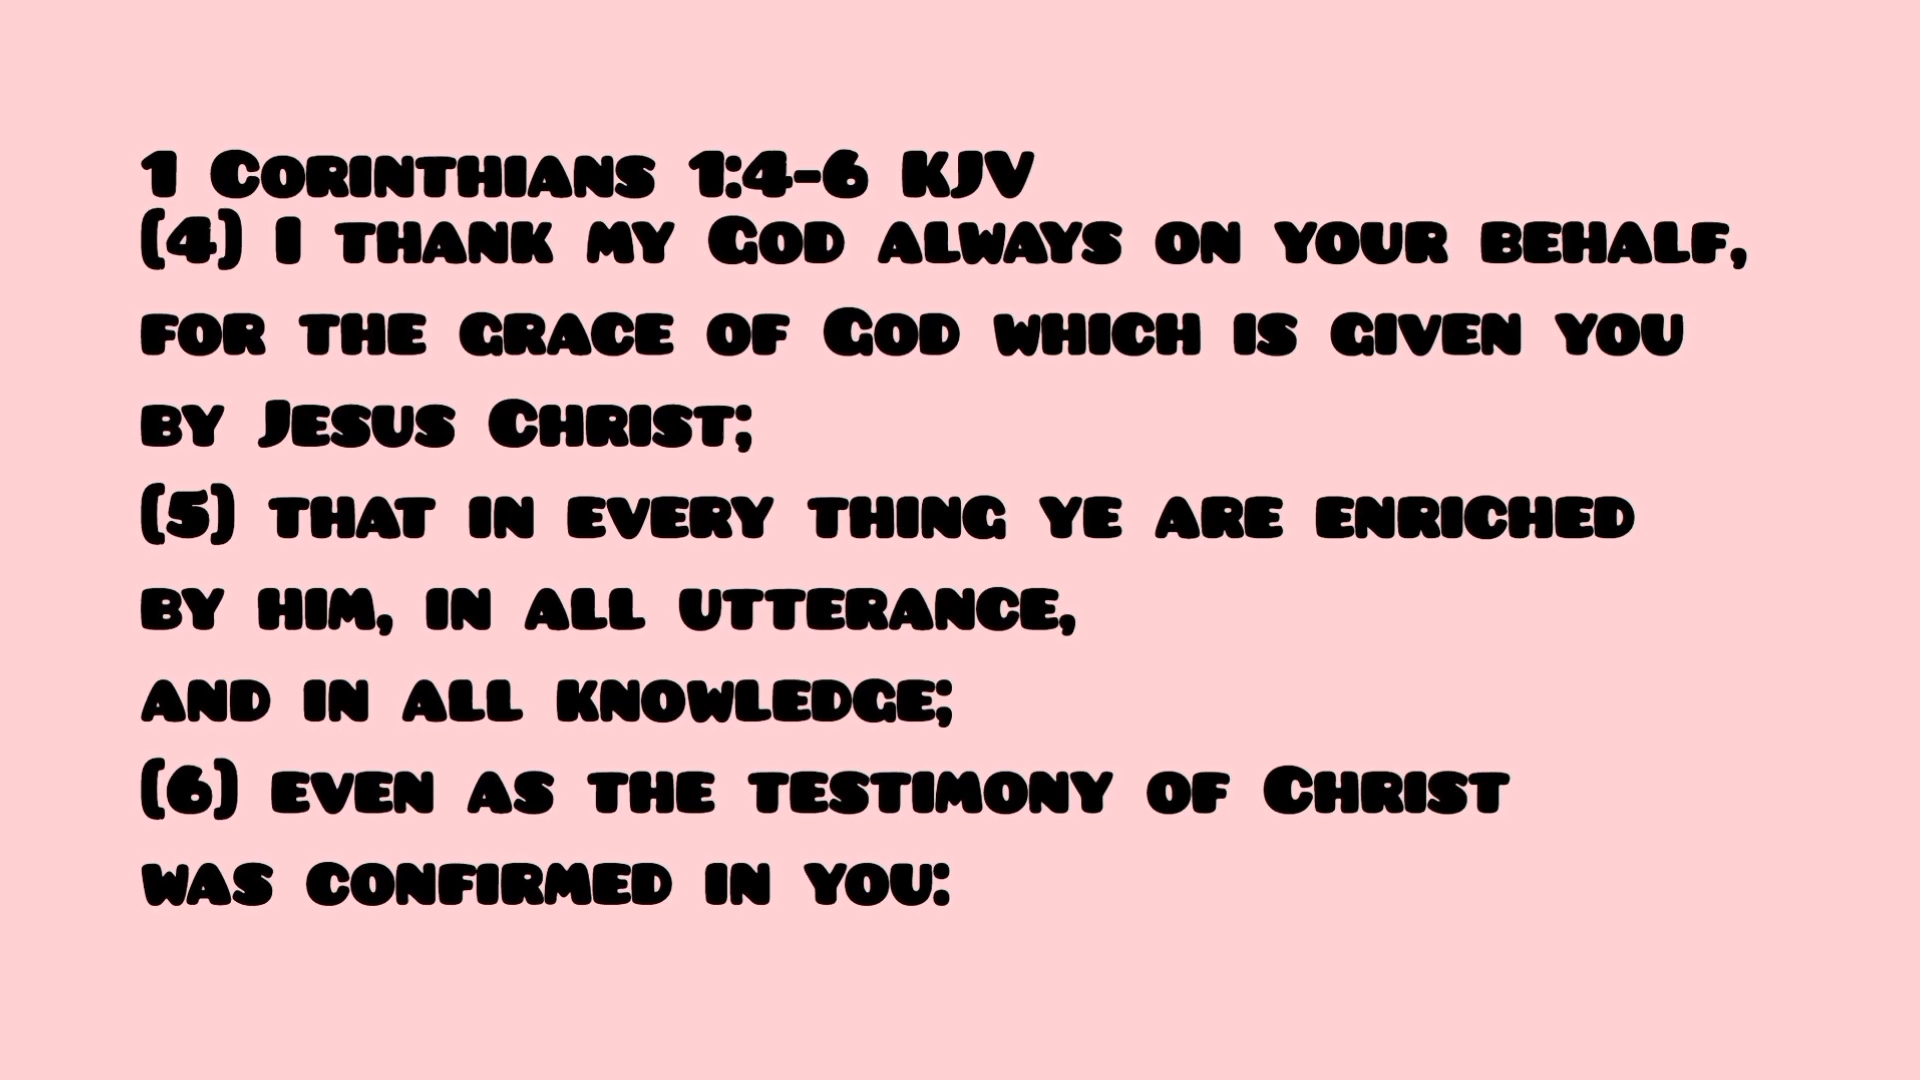 1 Corinthians 1:4-6 KJV
(4) I thank my God always on your behalf,
for the grace of God which is given you
by Jesus Christ;
(5) that in every thing ye are enriched
by him, in all utterance,
and in all knowledge;
(6) even as the testimony of Christ
was confirmed in you: